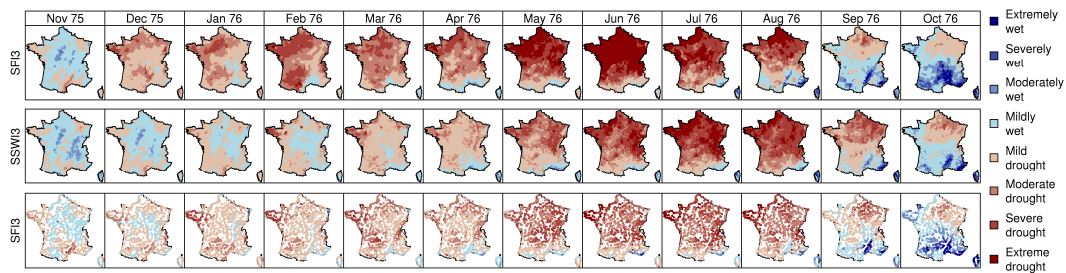 Nov 75 Dec 75 Jan 76 Feb 76 Mar 76 Apr 76 May 76 Jun 76 Jul 76 Aug 76 Sep 76 Oct 76
SFI3
SSWI3
SFI3
Extremely
wet
Severely
wet
Moderately
wet
Mildly
wet
Mild
drought
Moderate
drought
Severe
drought
Extreme
drought